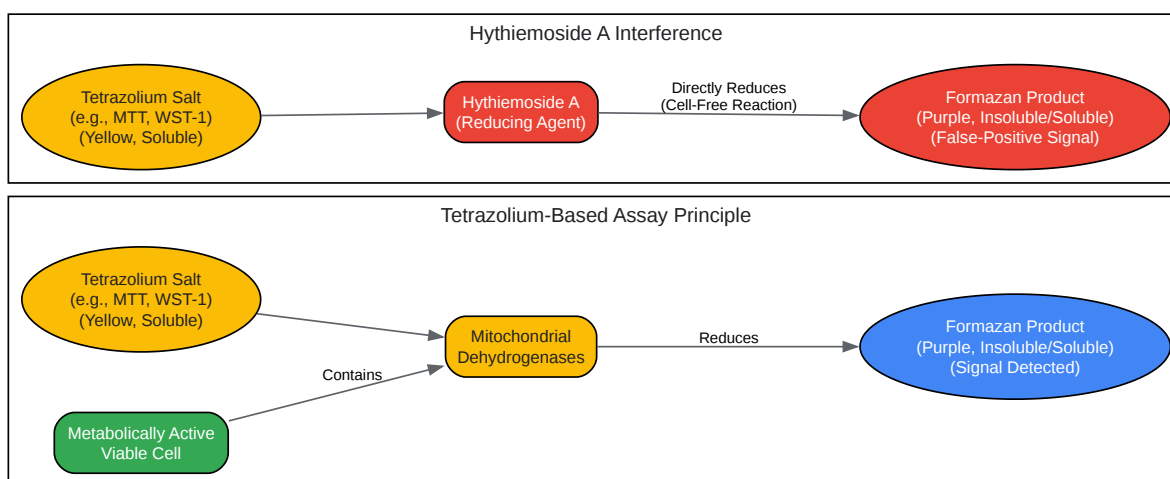 Hythiemoside A Interference
Tetrazolium Salt
(e.g., MTT, WST-1)
(Yellow, Soluble)
Hythiemoside A
(Reducing Agent)
Directly Reduces
(Cell-Free Reaction)
Formazan Product
(Purple, Insoluble/Soluble)
(False-Positive Signal)
Tetrazolium-Based Assay Principle
Tetrazolium Salt
(e.g., MTT, WST-1)
(Yellow, Soluble)
Contains
Metabolically Active
Viable Cell
Mitochondrial
Dehydrogenases
Reduces
Formazan Product
(Purple, Insoluble/Soluble)
(Signal Detected)